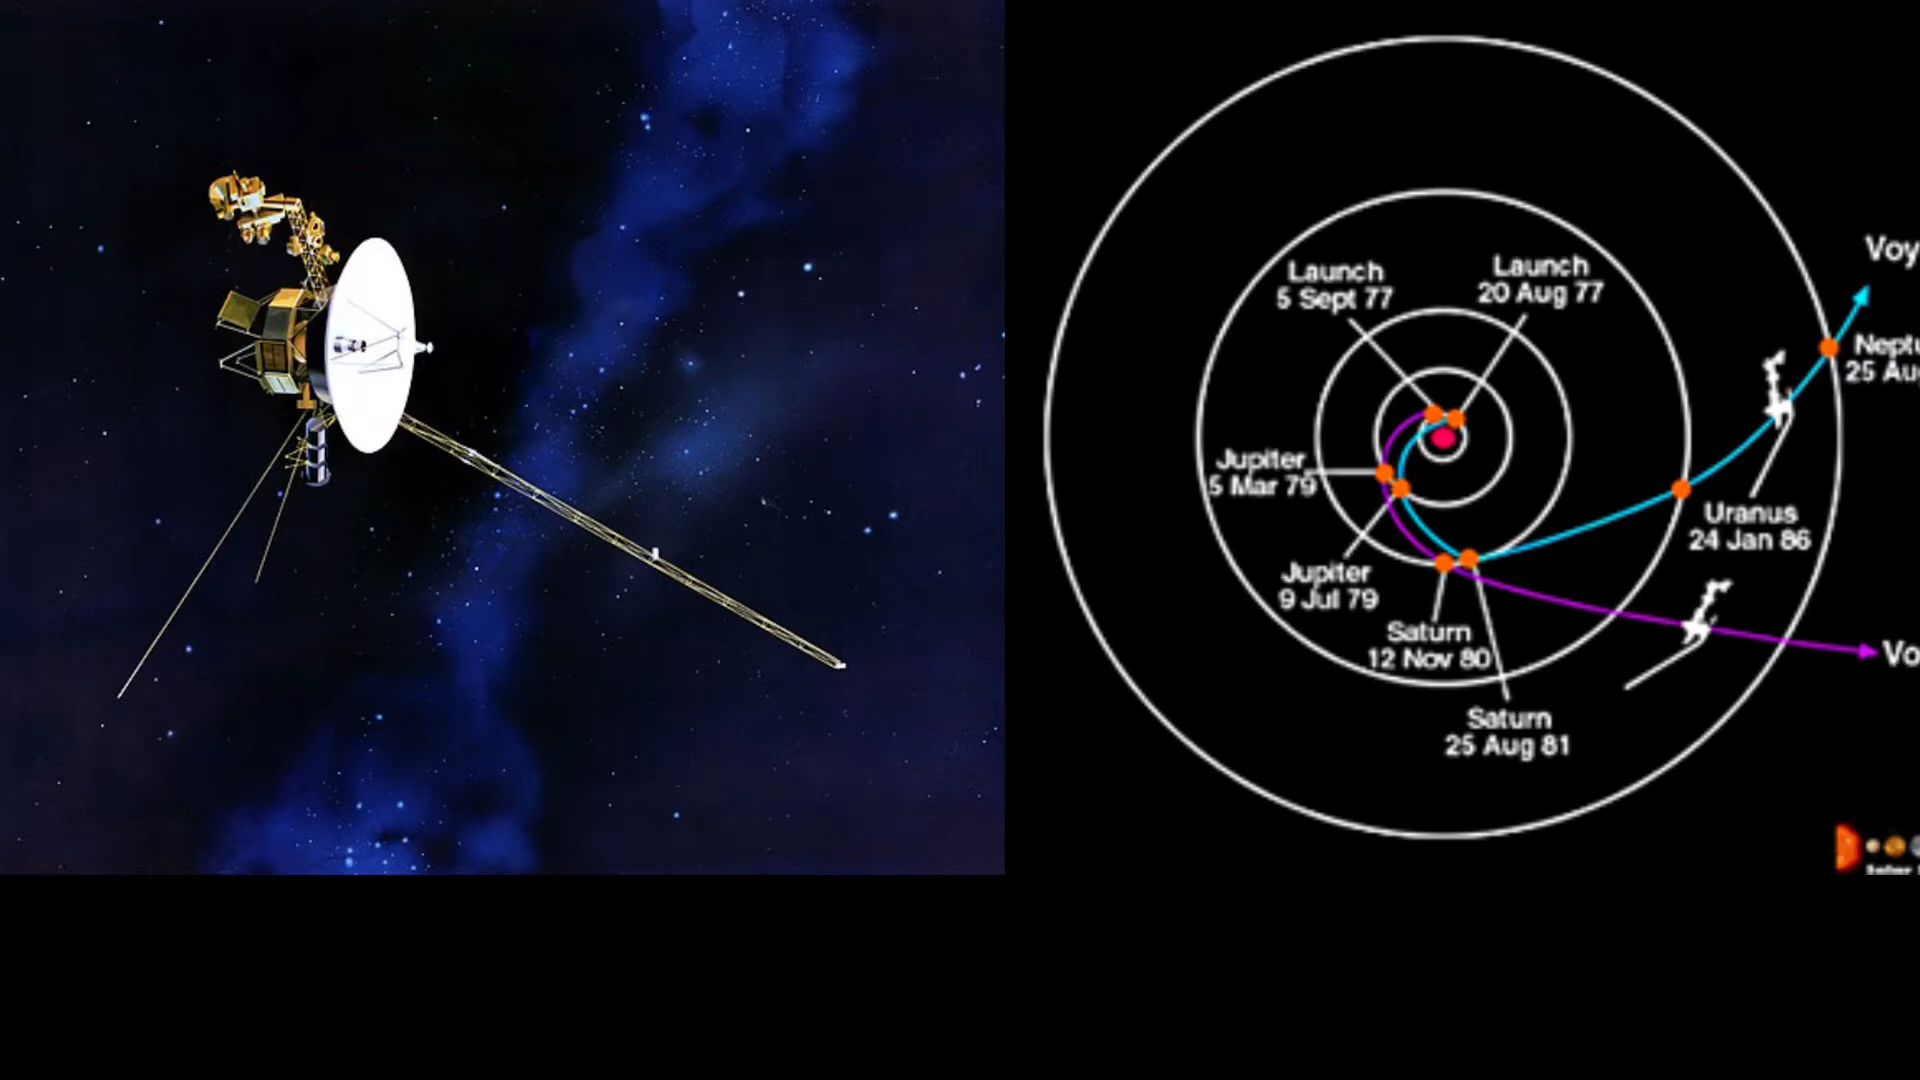 Launch
5 Sept 77
Launch
20 Aug 77
Voy
Neptu
25 Au
Jupiter
5 Mar 79
Uranus
24 Jan 86
Jupiter
9 Jul 79
Saturn
12 Nov 80
Vo
Saturn
25 Aug 81